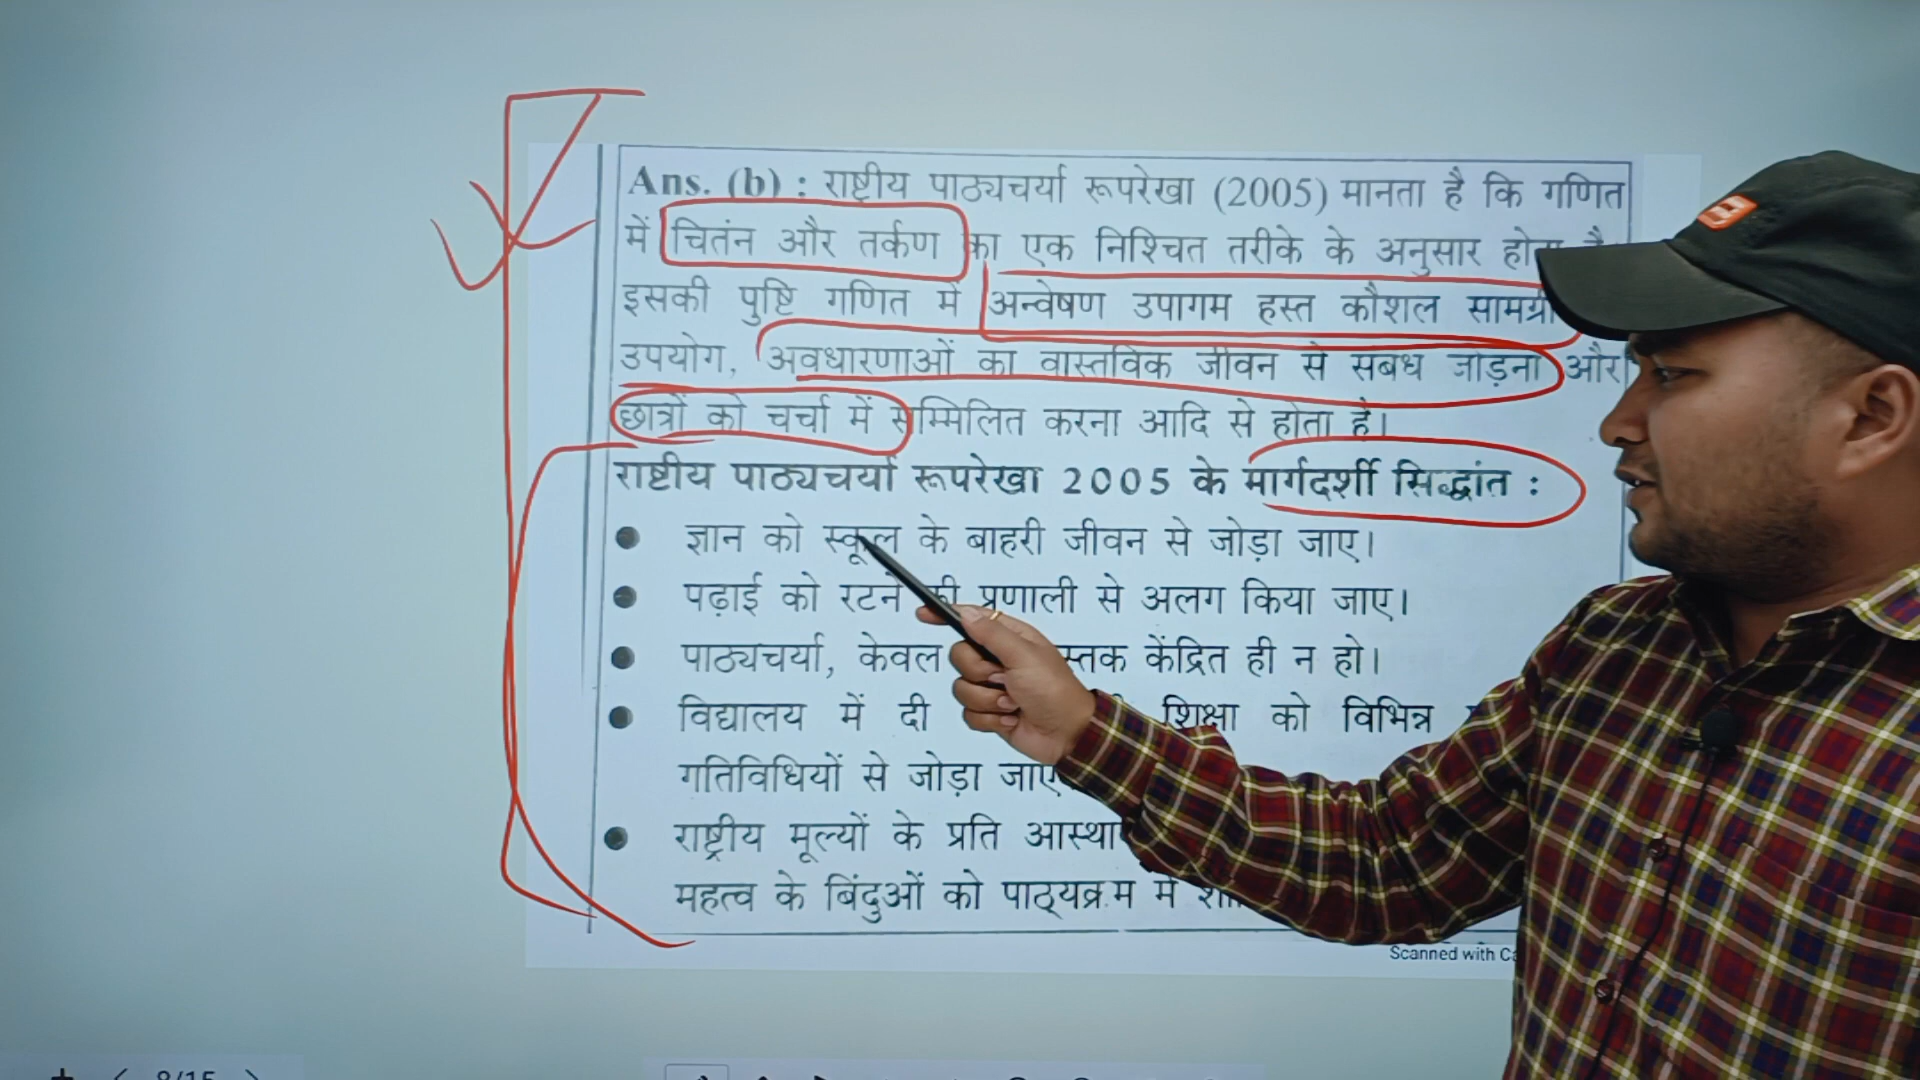 Ans. (b) : राष्ट्रीय पाठ्यचर्या रूपरेखा (2005) मानता है कि गणित
में चितंन और तर्कण का एक निश्चित तरीके के अनुसार
इसकी पुष्टि गणित में अन्वेषण उपागम हस्त कौशल सामग्री
उपयोग, अवधारणाओं का वास्तविक जीवन से सबध जोड़ना और
छात्रों को चर्चा में सम्मिलित करना आदि से होता है।
राष्ट्रीय पाठ्यचर्या रूपरेखा 2005 के मार्गदर्शी सिद्धांत :
● ज्ञान को स्कूल के बाहरी जीवन से जोड़ा जाए।
● पढ़ाई को रटने की प्रणाली से अलग किया जाए।
● पाठ्यचर्या, केवल केंद्रित ही न हो।
● विद्यालय में दी शिक्षा को विभिन्न
गतिविधियों से जोड़ा जाए
● राष्ट्रीय मूल्यों के प्रति
महत्व के बिंदुओं को पाठ्यक्रम में
Scanned with
8/15